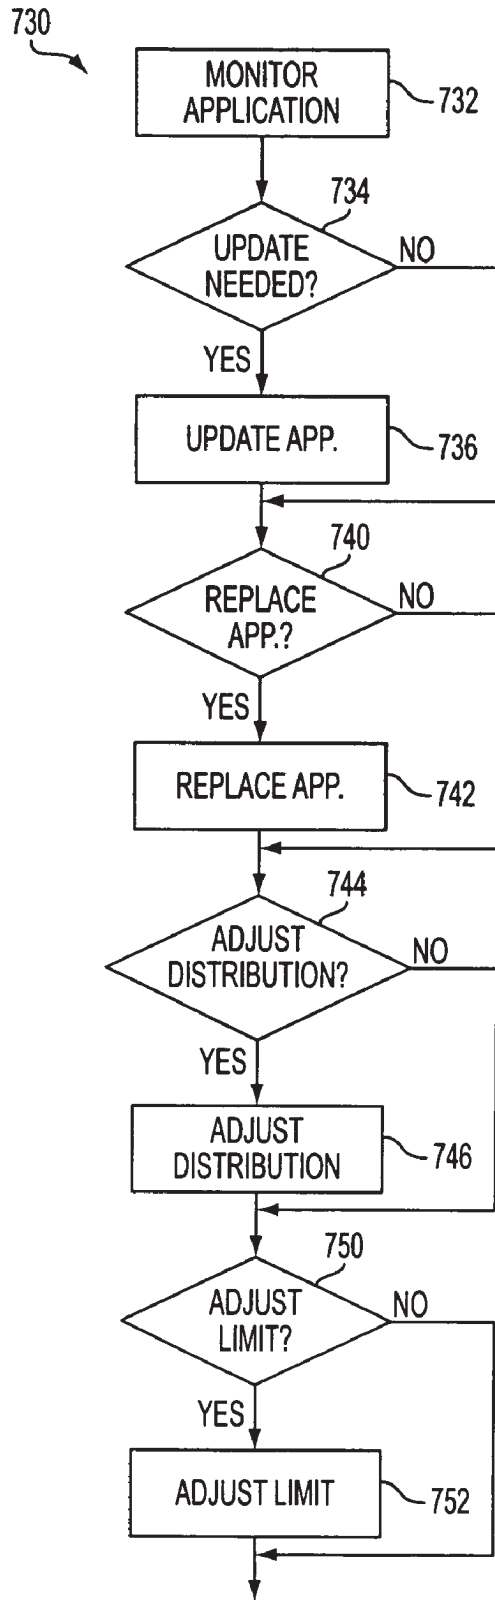 730
MONITOR
APPLICATION
732
734
UPDATE
NEEDED?
NO
YES
UPDATE APP.
736
740
REPLACE
APP.?
NO
YES
REPLACE APP.
742
744
ADJUST
DISTRIBUTION?
NO
YES
ADJUST
DISTRIBUTION
746
750
ADJUST
LIMIT?
NO
YES
ADJUST LIMIT
752